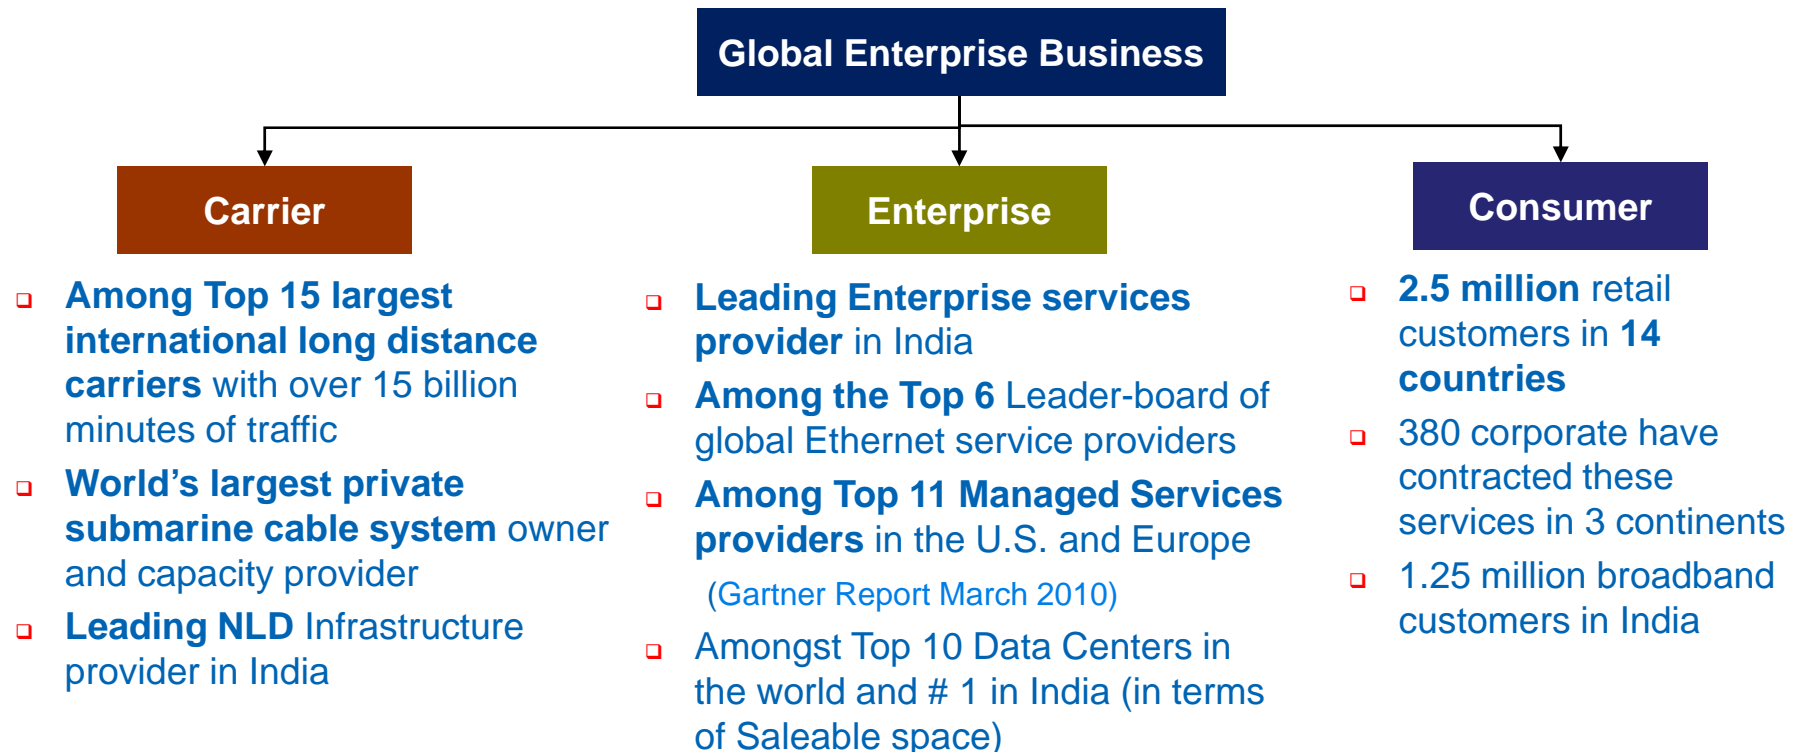 Global Enterprise Business
Carrier
Among Top 15 largest
international long distance
carriers with over 15 billion
minutes of traffic
World’s largest private
submarine cable system owner
and capacity provider
Leading NLD Infrastructure
provider in India
Enterprise
Leading Enterprise services
provider in India
Among the Top 6 Leader-board of
global Ethernet service providers
Among Top 11 Managed Services
providers in the U.S. and Europe
(Gartner Report March 2010)
Amongst Top 10 Data Centers in
the world and # 1 in India (in terms
of Saleable space)
Consumer
2.5 million retail
customers in 14
countries
380 corporate have
contracted these
services in 3 continents
1.25 million broadband
customers in India